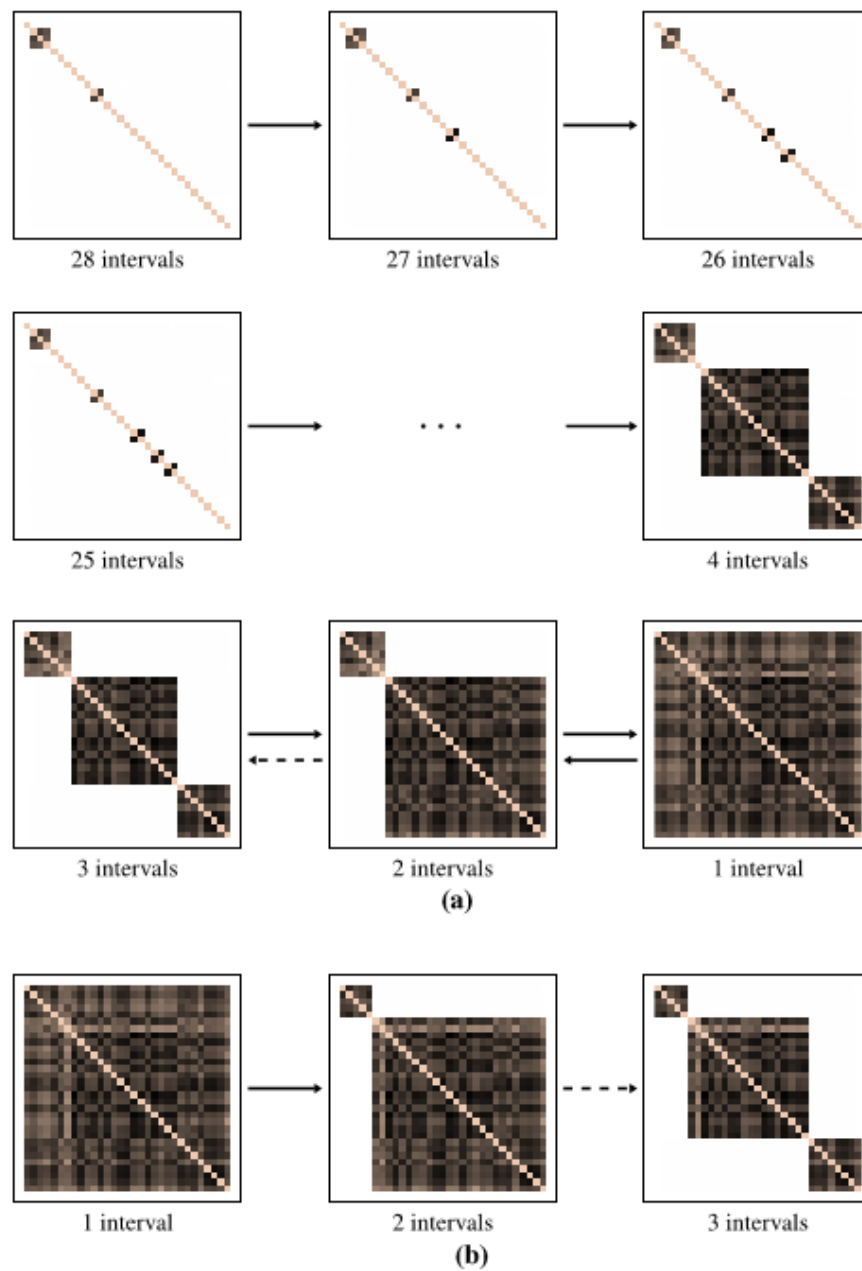 28 intervals
27 intervals
26 intervals
25 intervals
. . .
4 intervals
3 intervals
2 intervals
1 interval
(a)
1 interval
2 intervals
3 intervals
(b)